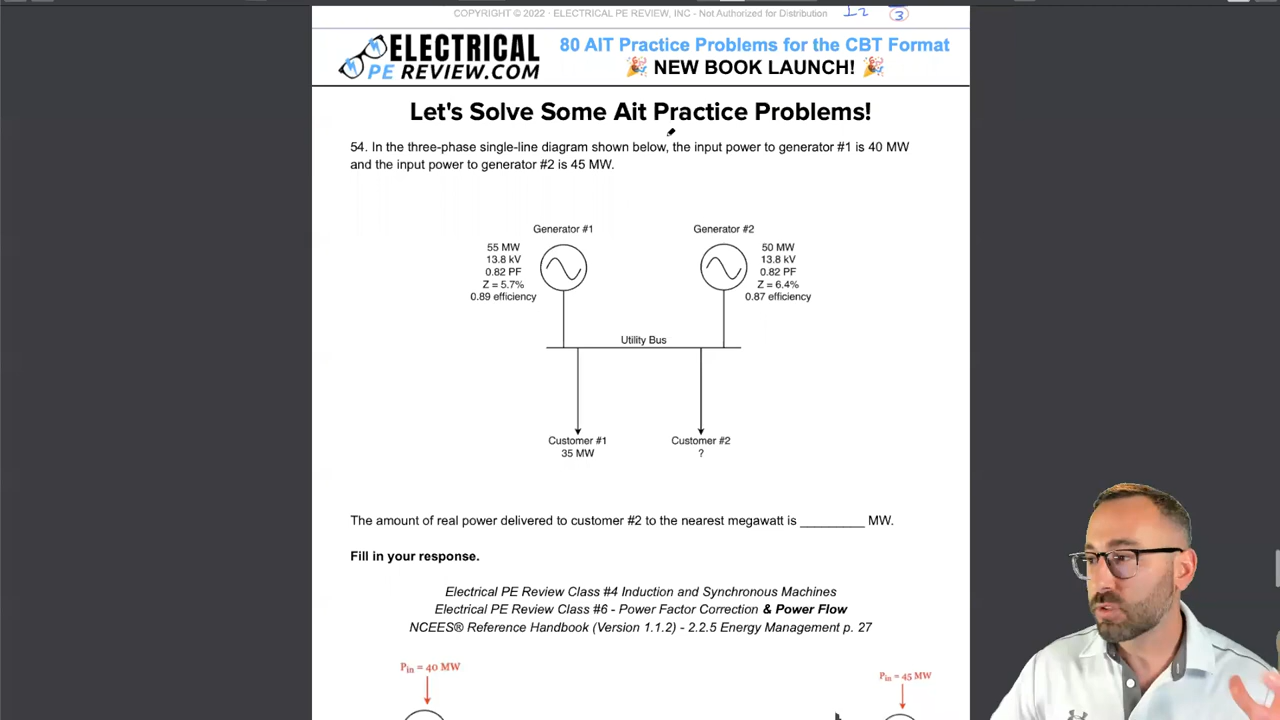 COPYRIGHT © 2022 · ELECTRICAL PE REVIEW, INC - Not Authorized for Distribution
12
3
ELECTRICAL
PE REVIEW.COM
80 AIT Practice Problems for the CBT Format
🎉 NEW BOOK LAUNCH! 🎉
Let's Solve Some Ait Practice Problems!
54. In the three-phase single-line diagram shown below, the input power to generator #1 is 40 MW
and the input power to generator #2 is 45 MW.
Generator #1
55 MW
13.8 kV
0.82 PF
Z = 5.7%
0.89 efficiency
Generator #2
50 MW
13.8 kV
0.82 PF
Z = 6.4%
0.87 efficiency
Utility Bus
Customer #1
35 MW
Customer #2
?
The amount of real power delivered to customer #2 to the nearest megawatt is _________ MW.
Fill in your response.
Electrical PE Review Class #4 Induction and Synchronous Machines
Electrical PE Review Class #6 - Power Factor Correction & Power Flow
NCEES® Reference Handbook (Version 1.1.2) - 2.2.5 Energy Management p. 27
Pin = 40 MW
Pin = 45 MW